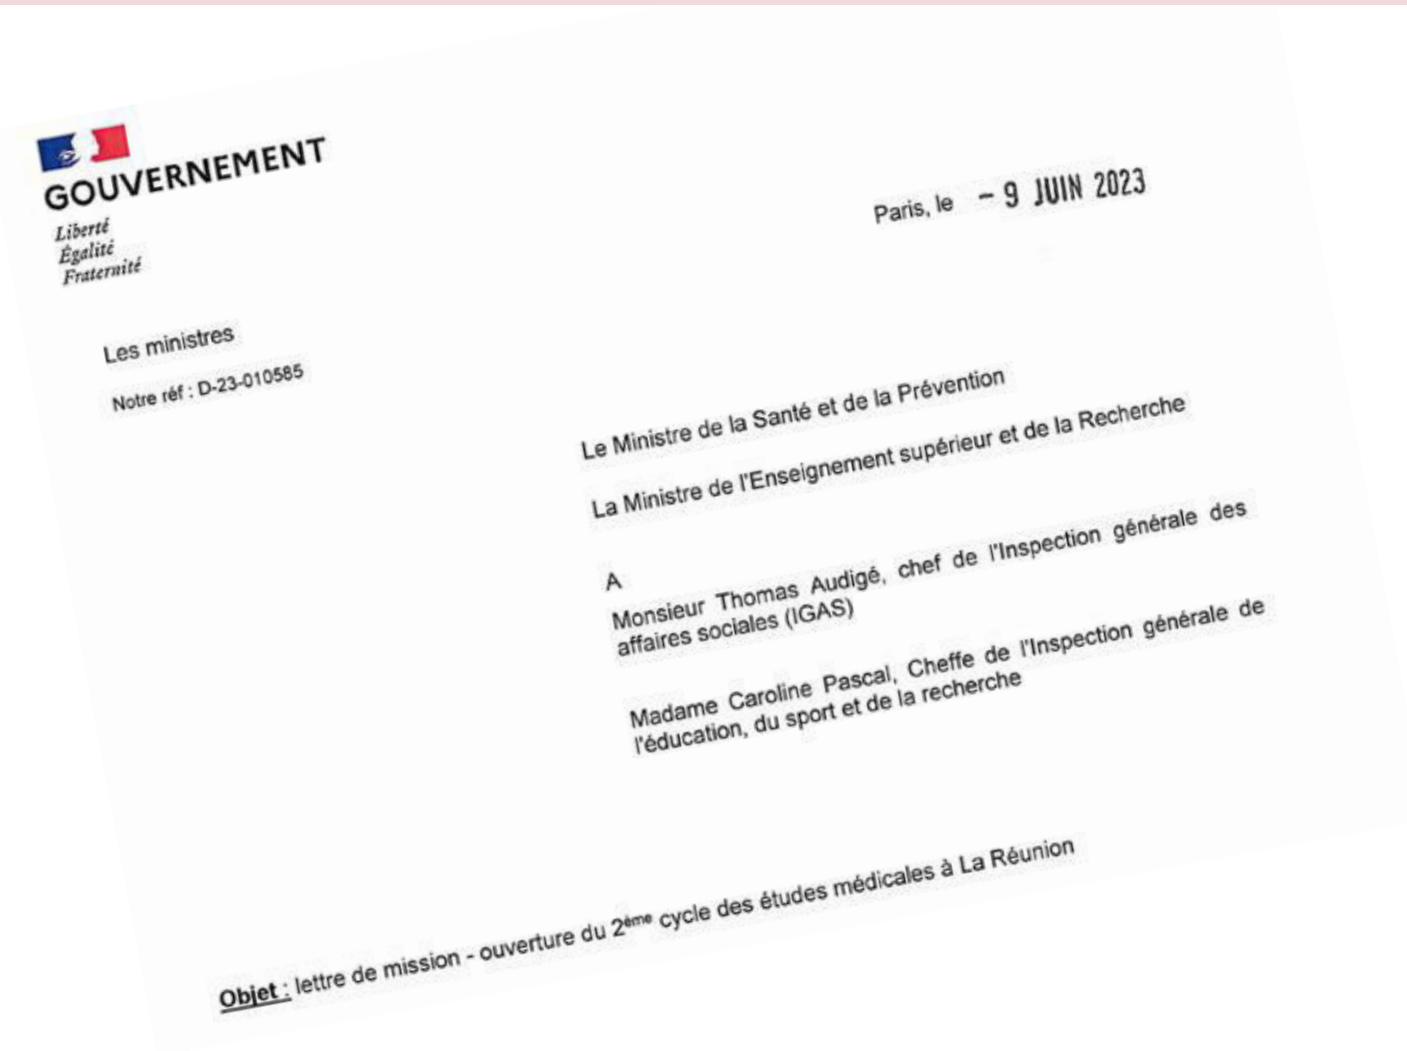 GOUVERNEMENT
Liberté
Égalité
Fraternité
Paris, le - 9 JUIN 2023
Les ministres
Notre réf : D-23-010585
Le Ministre de la Santé et de la Prévention
La Ministre de l'Enseignement supérieur et de la Recherche
A
Monsieur Thomas Audigé, chef de l'Inspection générale des
affaires sociales (IGAS)
Madame Caroline Pascal, Cheffe de l'Inspection générale de
l'éducation, du sport et de la recherche
Objet : lettre de mission - ouverture du 2ème cycle des études médicales à La Réunion